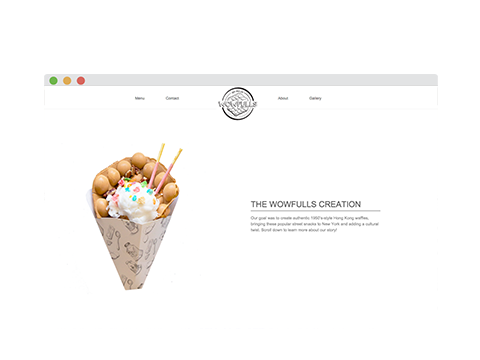 Menu
Contact
WOWFULLS
About
Gallery
THE WOWFULLS CREATION
Our goal was to create authentic 1960's-style Hong Kong waffles,
bringing these popular street snacks to New York and adding a cultural
twist. Scroll down to learn more about our story!